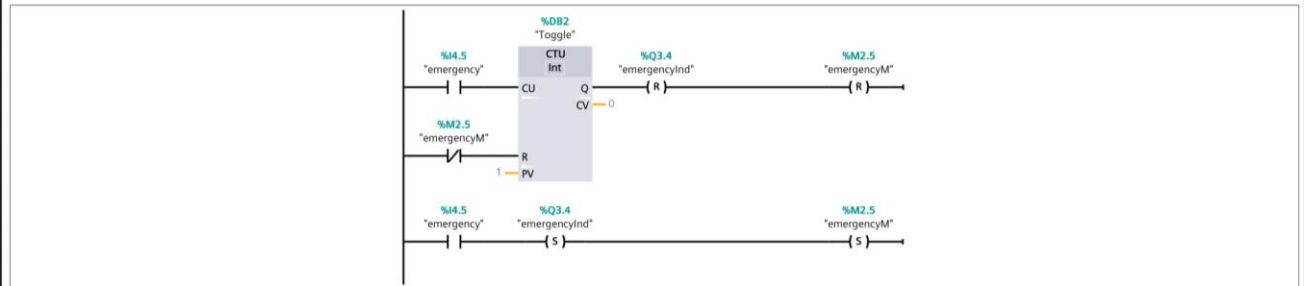 %DB2
"Toggle"
%I4.5
"emergency"
CTU
Int
%Q3.4
"emergencyInd"
%M2.5
"emergencyM"
CU
Q
R
R
CV
0
%M2.5
"emergencyM"
R
1
PV
%I4.5
"emergency"
%Q3.4
"emergencyInd"
%M2.5
"emergencyM"
S
S